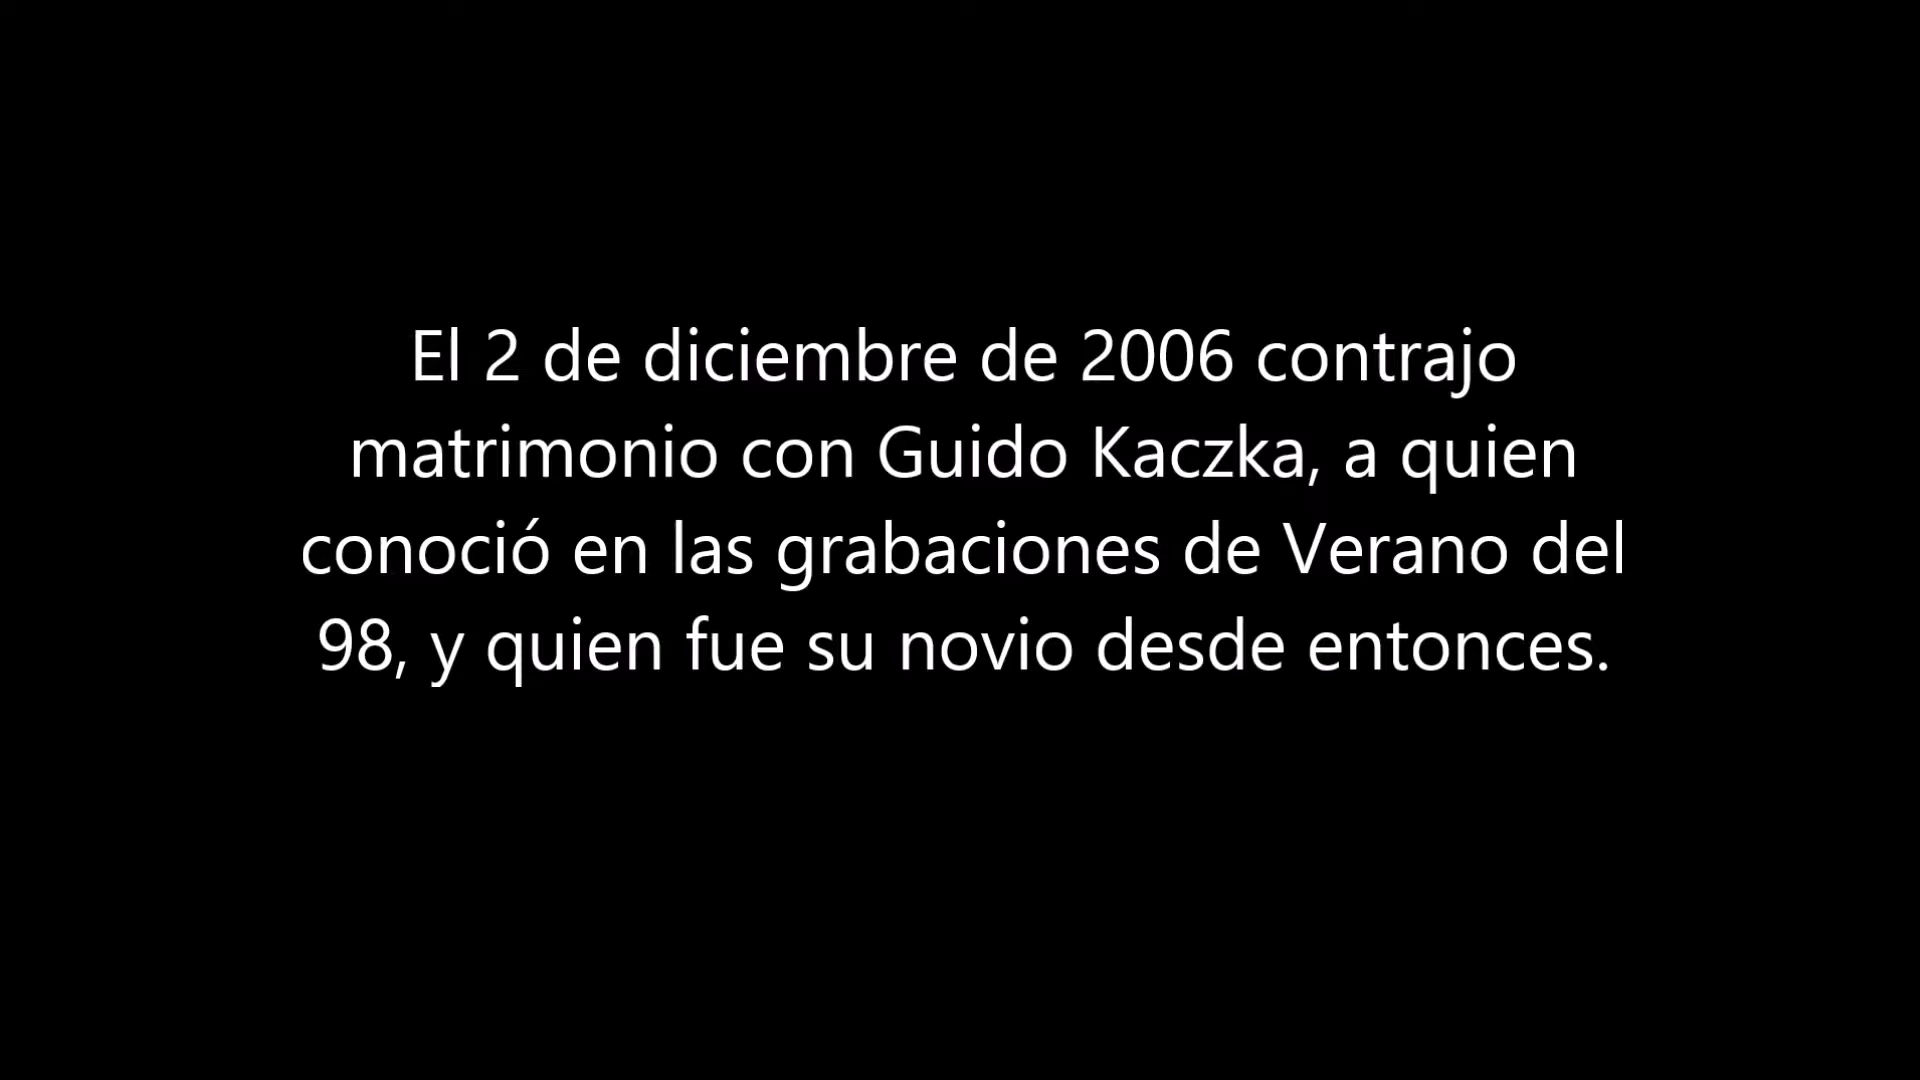 El 2 de diciembre de 2006 contrajo
matrimonio con Guido Kaczka, a quien
conoció en las grabaciones de Verano del
98, y quien fue su novio desde entonces.